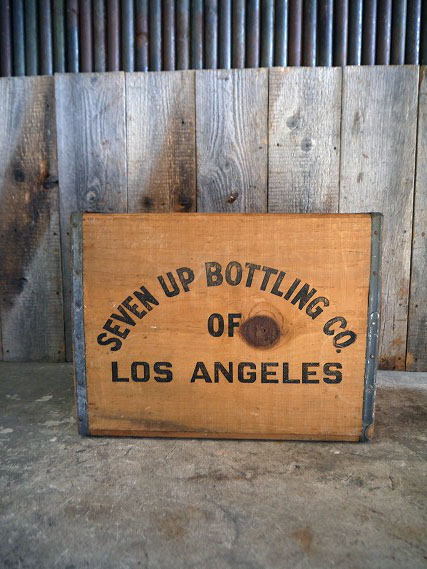 SEVEN UP BOTTLING CO.
OF
LOS ANGELES